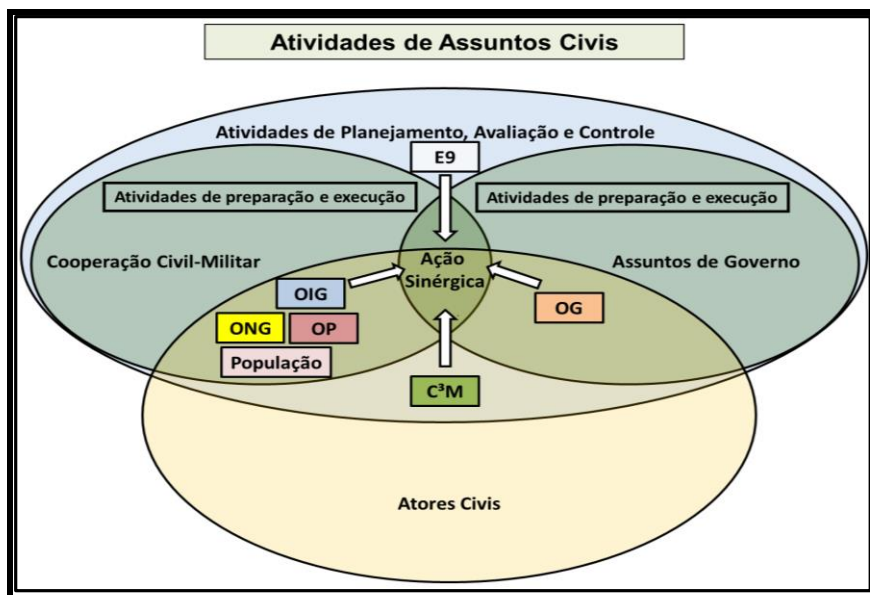 Atividades de Assuntos Civis
Atividades de Planejamento, Avaliação e Controle
E9
Atividades de preparação e execução
Atividades de preparação e execução
Cooperação Civil-Militar
Ação
Sinérgica
Assuntos de Governo
OIG
OG
ONG
OP
População
C³M
Atores Civis